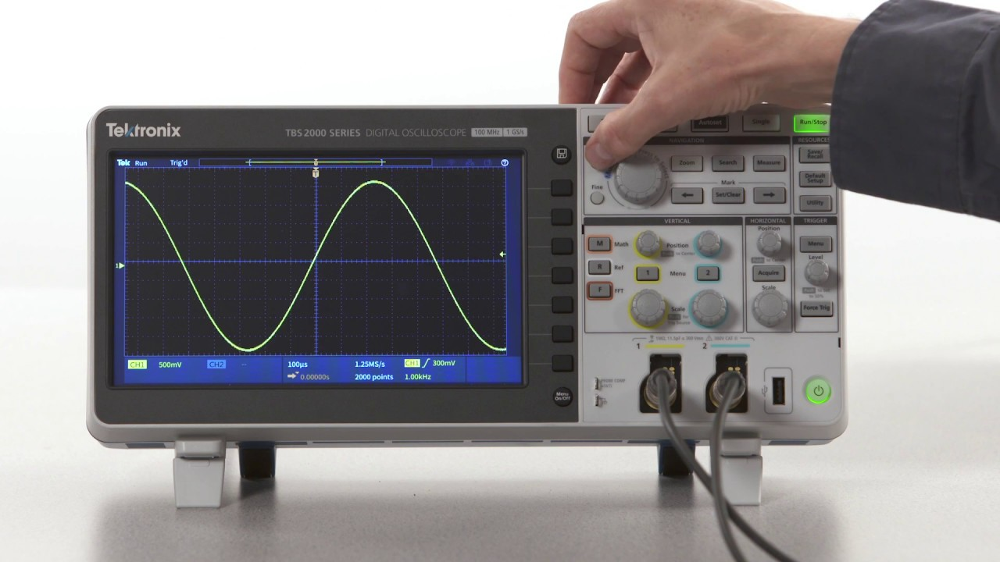 Tektronix
TBS 2000 SERIES DIGITAL OSCILLOSCOPE 100 MHz 1 GS/s
Tek Run Trig'd
CH1 500mV CH2 -- 100µs 1.25MS/s CH1 300mV
0.00000s 2000 points 1.00kHz
Menu
On/Off
Autoset Single Run/Stop
NAVIGATION RESOURCES
Zoom Search Measure
Save/
Recall
Mark
Fine
Set/Clear
Default
Setup
Utility
VERTICAL HORIZONTAL TRIGGER
M Math Position
R Ref 1 Menu 2
F FFT
Scale
Position
Acquire
Scale
Menu
Level
Force Trig
1 2